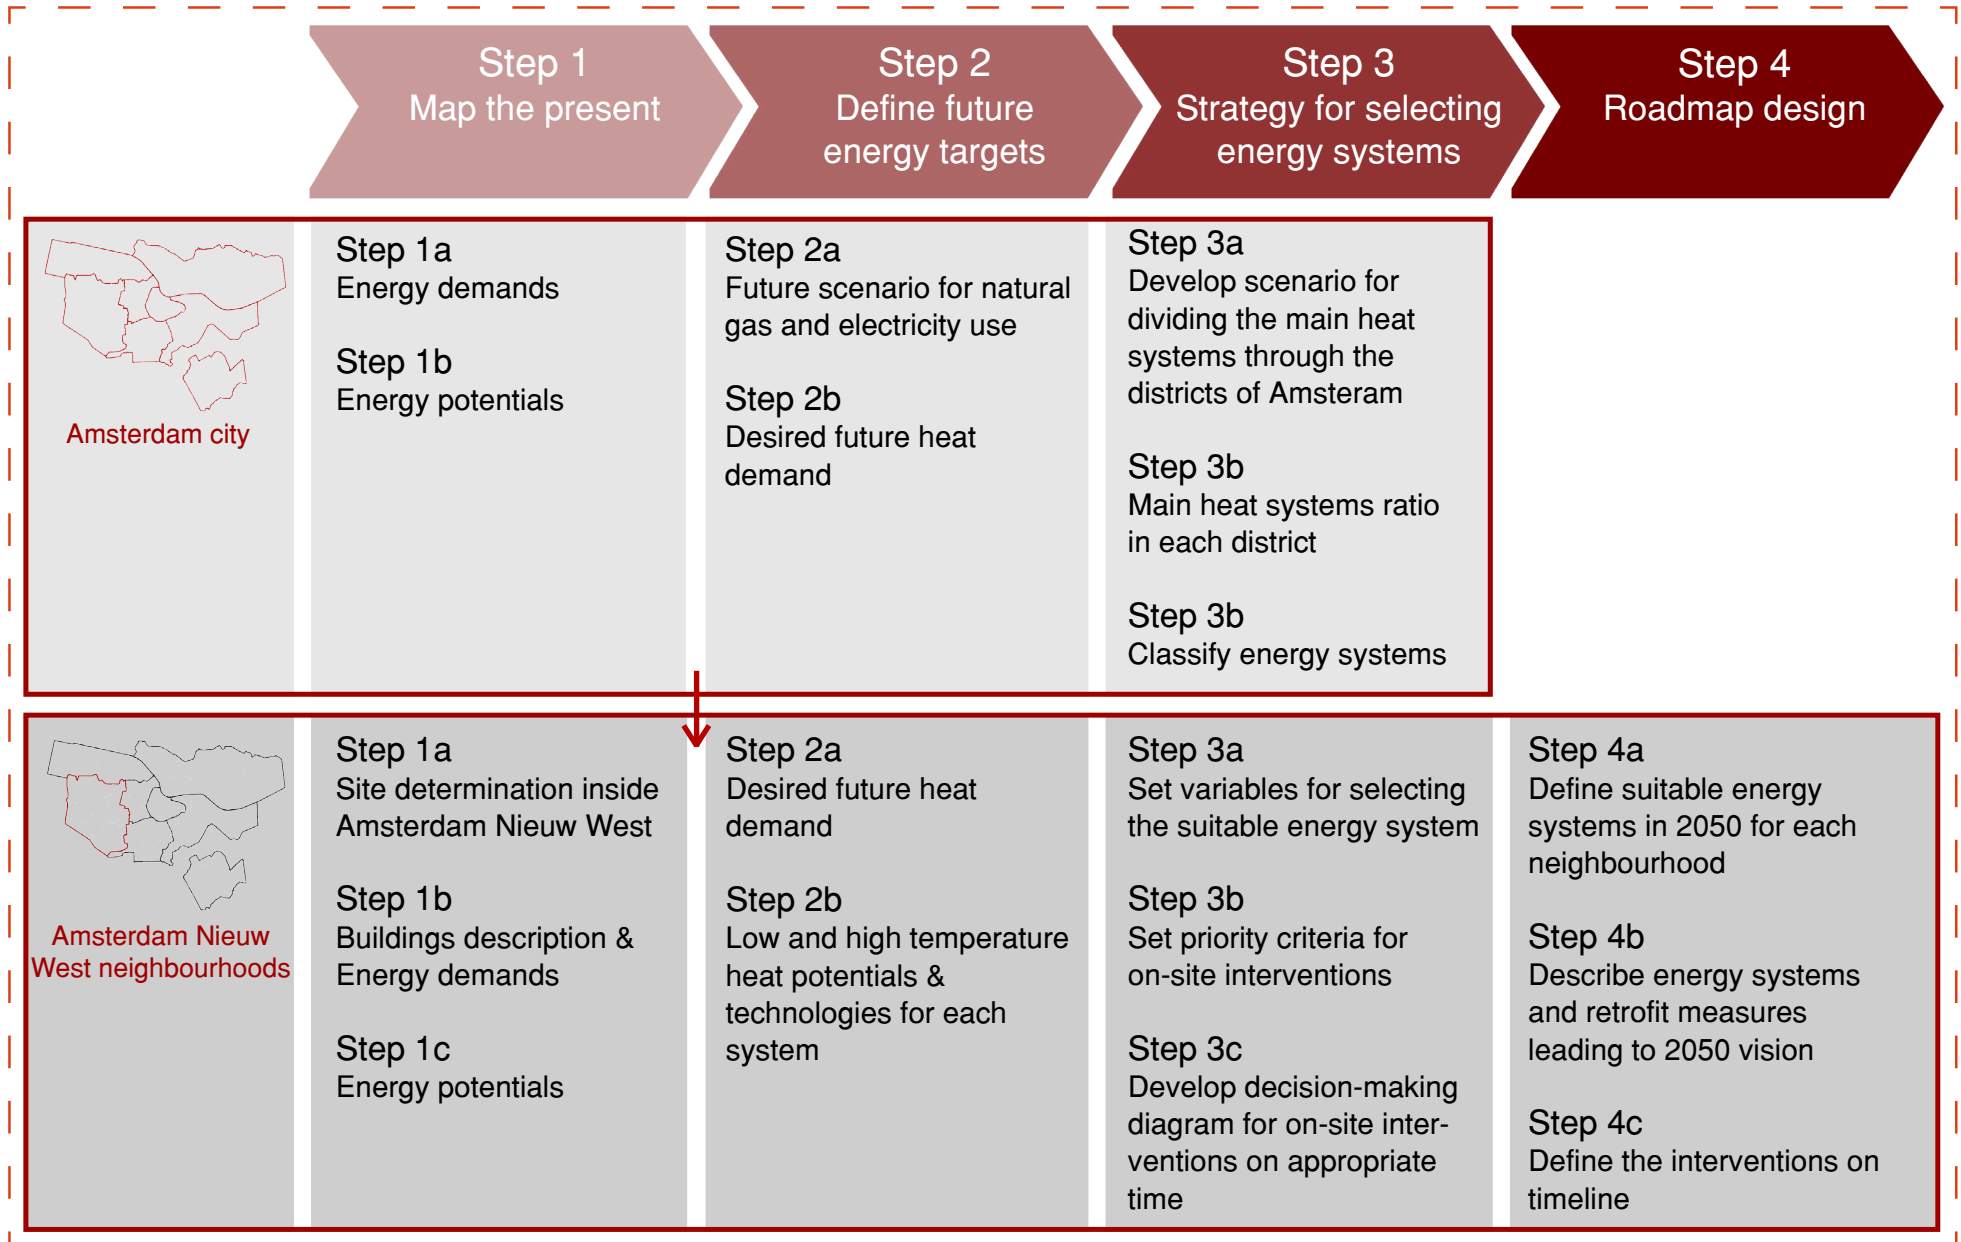 Step 1
Map the present
Step 2
Define future
energy targets
Step 3
Strategy for selecting
energy systems
Step 4
Roadmap design
Amsterdam city
Step 1a
Energy demands
Step 1b
Energy potentials
Step 2a
Future scenario for natural
gas and electricity use
Step 2b
Desired future heat
demand
Step 3a
Develop scenario for
dividing the main heat
systems through the
districts of Amsteram
Step 3b
Main heat systems ratio
in each district
Step 3b
Classify energy systems
Amsterdam Nieuw
West neighbourhoods
Step 1a
Site determination inside
Amsterdam Nieuw West
Step 1b
Buildings description &
Energy demands
Step 1c
Energy potentials
Step 2a
Desired future heat
demand
Step 2b
Low and high temperature
heat potentials &
technologies for each
system
Step 3a
Set variables for selecting
the suitable energy system
Step 3b
Set priority criteria for
on-site interventions
Step 3c
Develop decision-making
diagram for on-site inter-
ventions on appropriate
time
Step 4a
Define suitable energy
systems in 2050 for each
neighbourhood
Step 4b
Describe energy systems
and retrofit measures
leading to 2050 vision
Step 4c
Define the interventions on
timeline